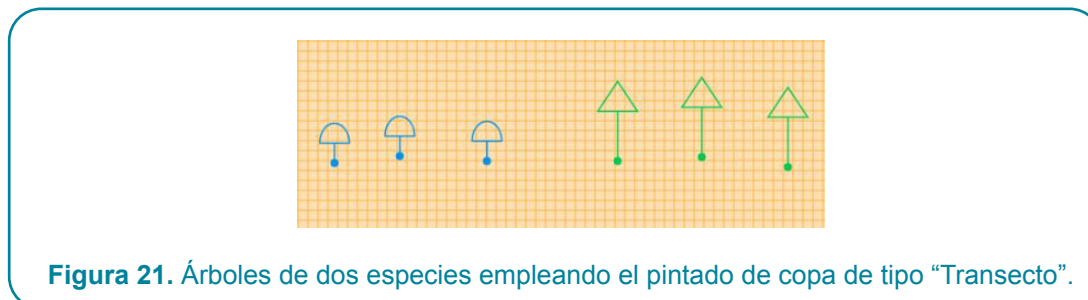 Figura 21. Árboles de dos especies empleando el pintado de copa de tipo “Transecto”.